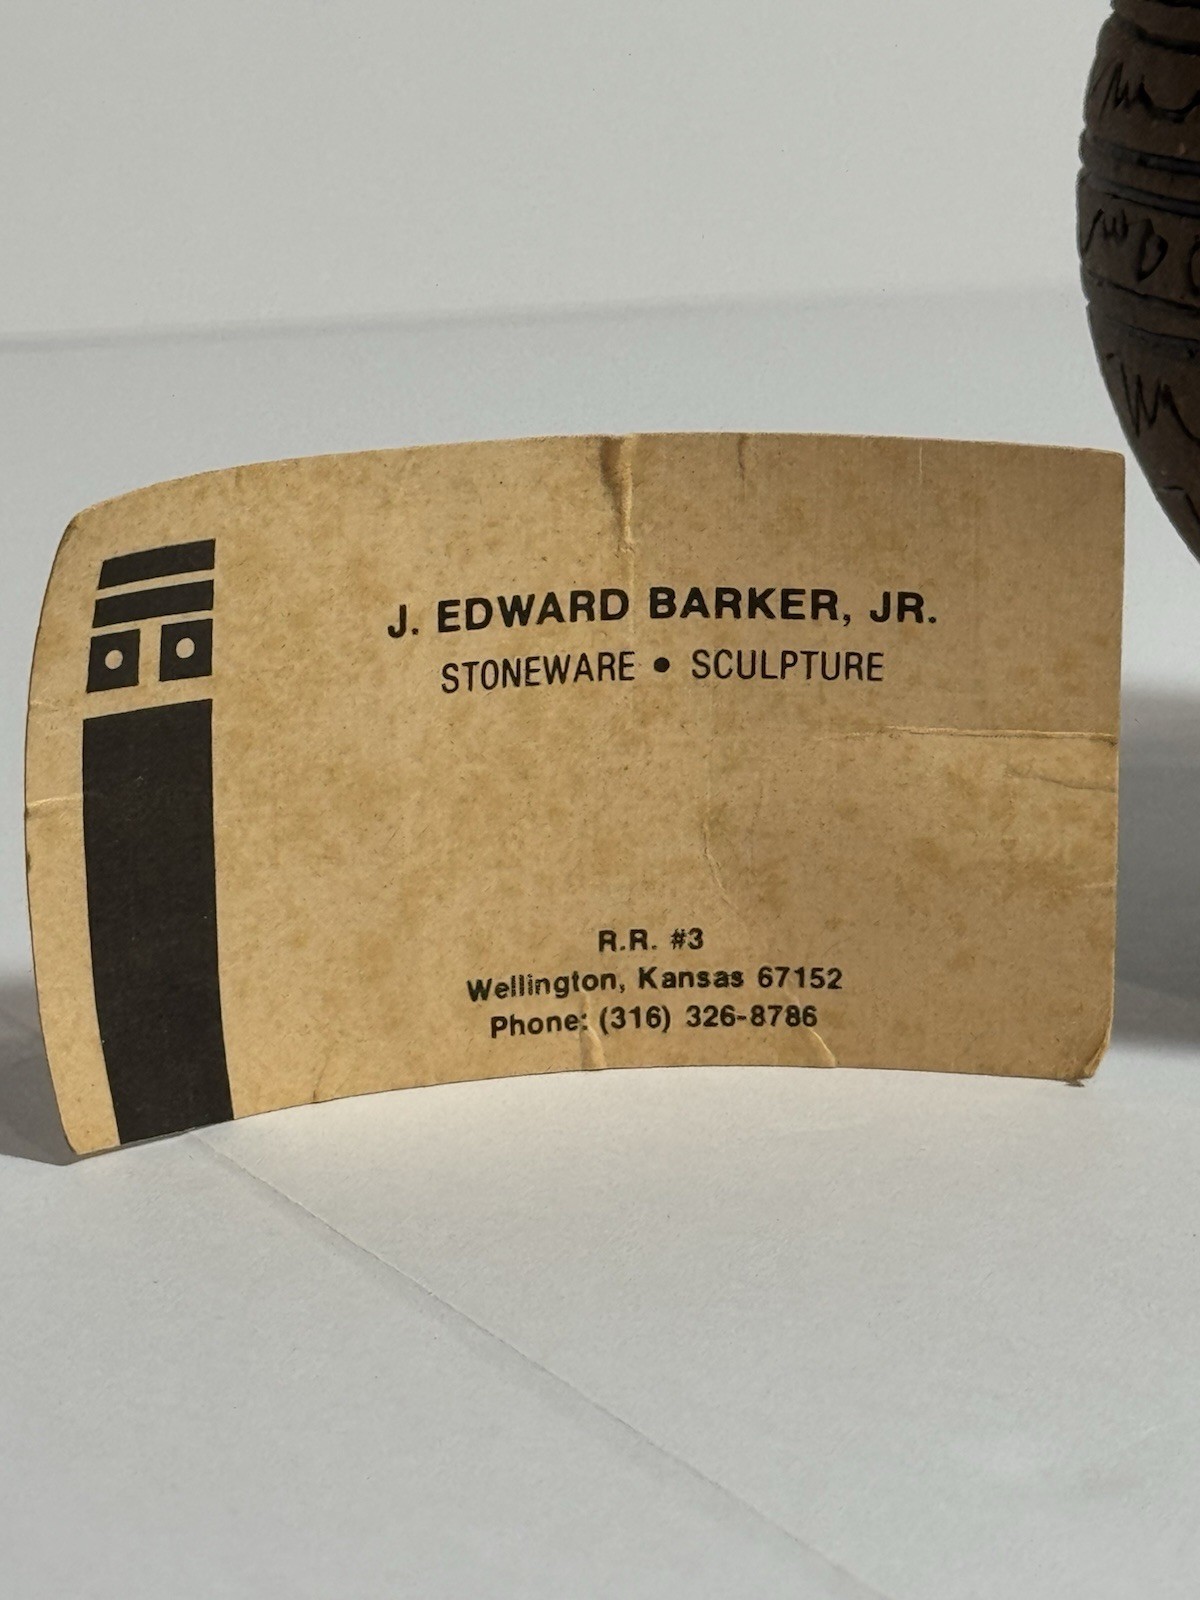 J. EDWARD BARKER, JR.
STONEWARE • SCULPTURE
R.R. #3
Wellington, Kansas 67152
Phone: (316) 326-8786